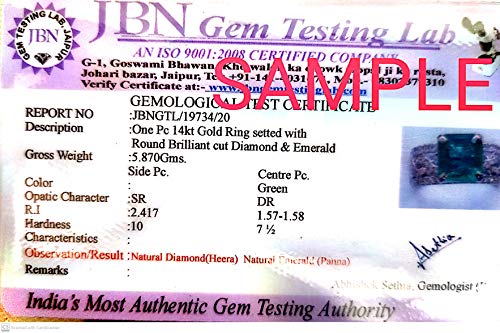 JBN Gem Testing Lab
GEM TESTING LAB, JAIPUR
JBN
AN ISO 9001:2008 CERTIFIED COMPANY
G-1, Goswami Bhawan,
Johari bazar, Jaipur,
Verify Certificate at:-
SAMPLE
GEMOLOGICAL TEST CERTIFICATE
REPORT NO :JBNGTL/19734/20
Description :One Pc 14kt Gold Ring setted with
Round Brilliant cut Diamond & Emerald
Gross Weight :5.870Gms.
Side Pc. Centre Pc.
Color : Green
Optic Character :SR DR
R.I :2.417 1.57-1.58
Hardness :10 7 ½
Characteristics :
Observation/Result :Natural Diamond(Heera) Natural Emerald (Panna)
Remarks :
Abhishek Sethia, Gemologist
India's Most Authentic Gem Testing Authority